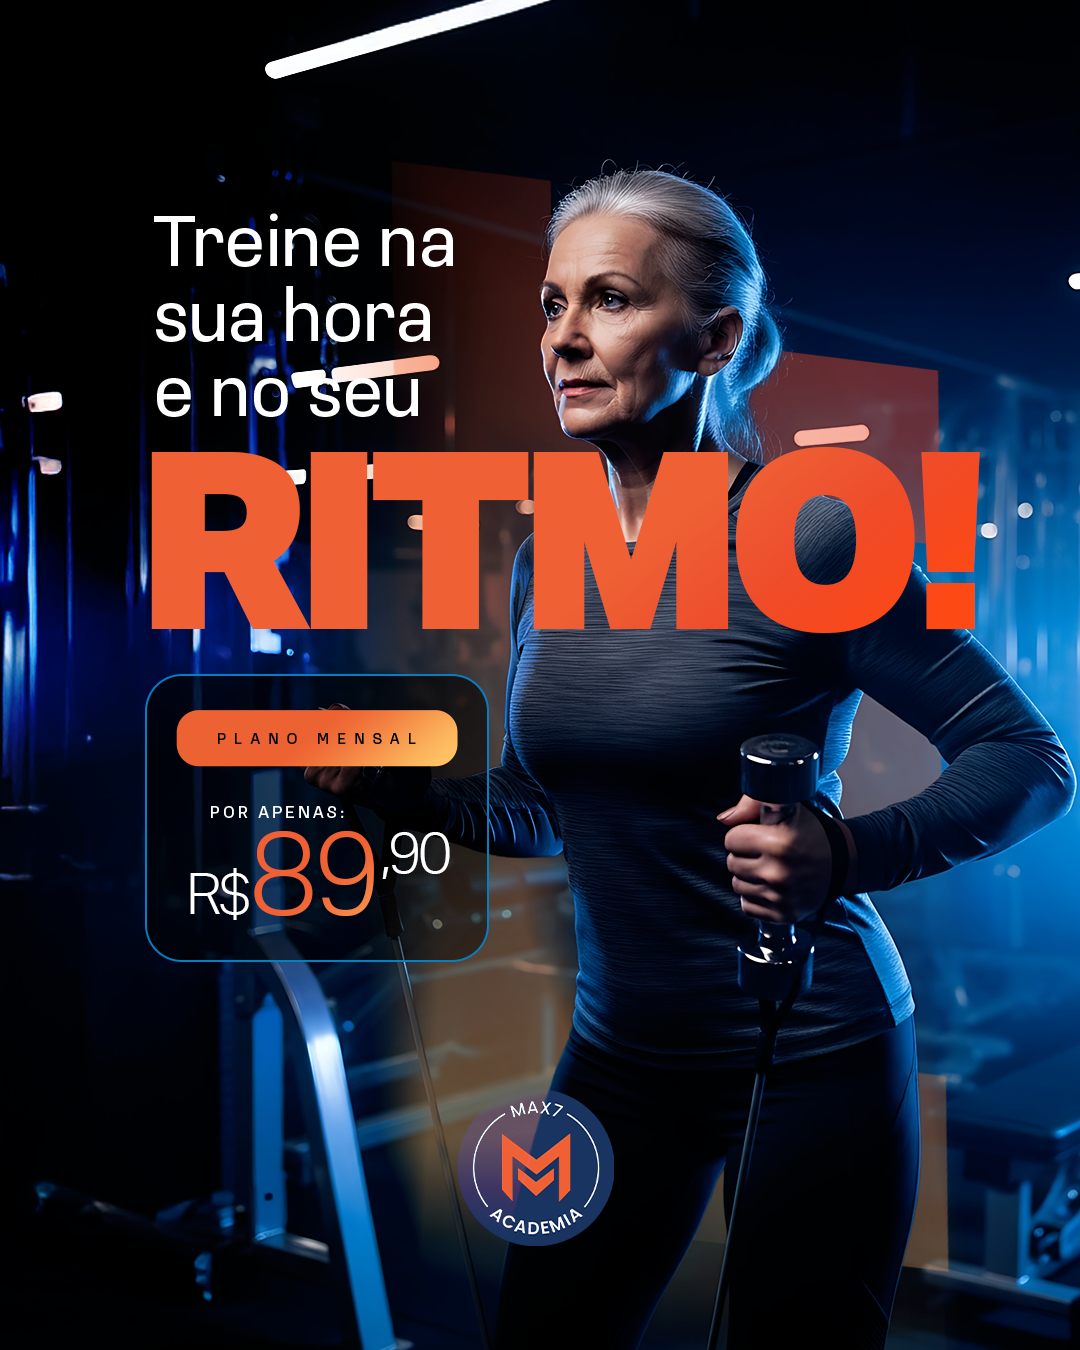 Treine na
sua hora
e no seu
RITMO!
PLANO MENSAL
POR APENAS:
R$89,90
MAX7
ACADEMIA